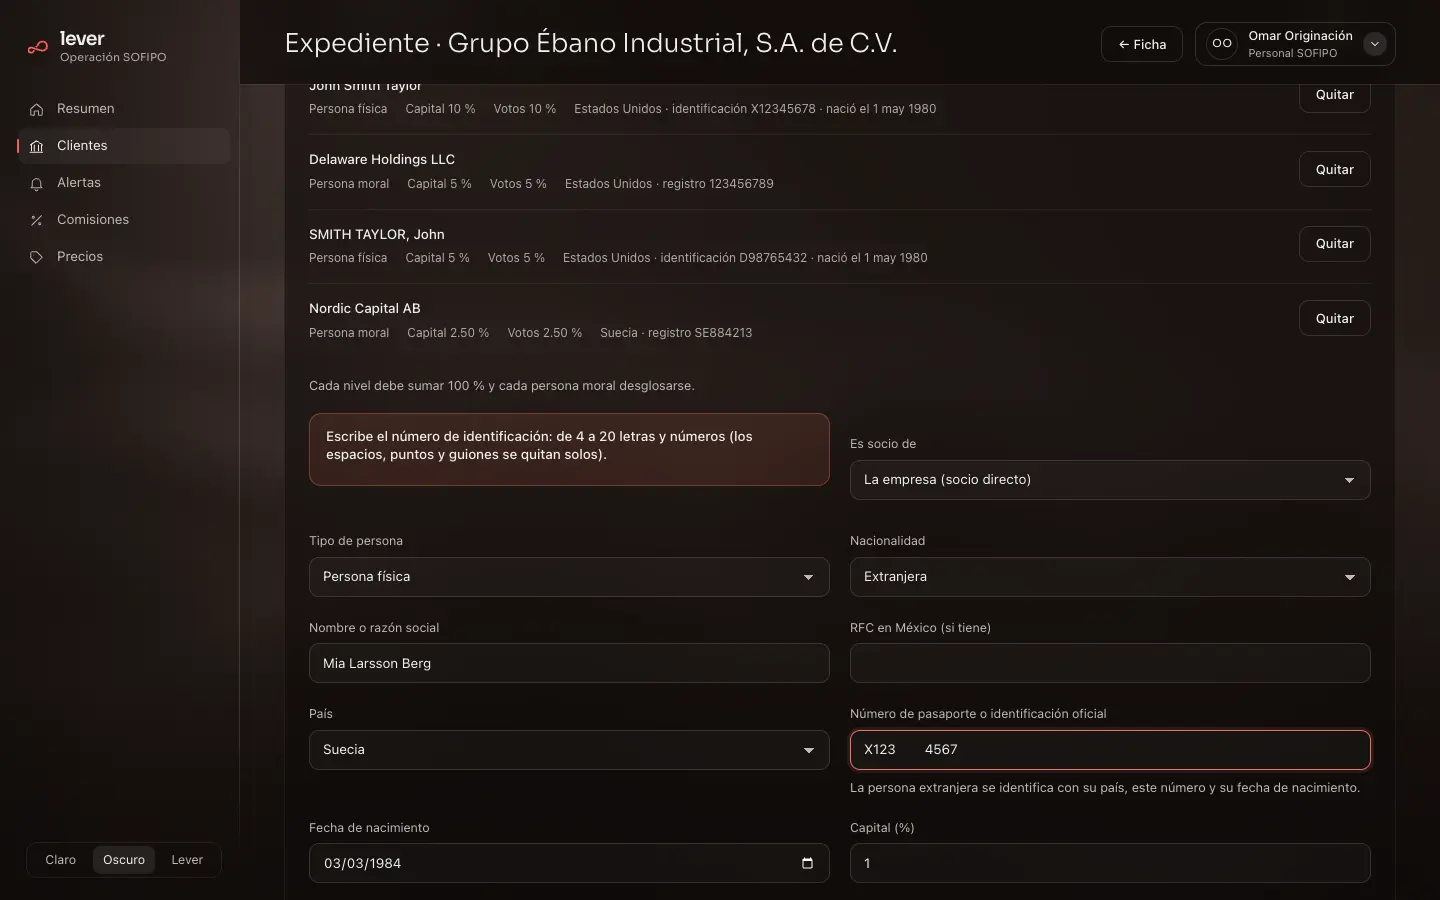 lever
Operación SOFIPO
Resumen
Clientes
Alertas
Comisiones
Precios
Claro
Oscuro
Lever
Expediente · Grupo Ébano Industrial, S.A. de C.V.
← Ficha
OO
Omar Originación
Personal SOFIPO
John Smith Taylor
Persona física Capital 10 % Votos 10 % Estados Unidos · identificación X12345678 · nació el 1 may 1980
Quitar
Delaware Holdings LLC
Persona moral Capital 5 % Votos 5 % Estados Unidos · registro 123456789
Quitar
SMITH TAYLOR, John
Persona física Capital 5 % Votos 5 % Estados Unidos · identificación D98765432 · nació el 1 may 1980
Quitar
Nordic Capital AB
Persona moral Capital 2.50 % Votos 2.50 % Suecia · registro SE884213
Quitar
Cada nivel debe sumar 100 % y cada persona moral desglosarse.
Escribe el número de identificación: de 4 a 20 letras y números (los
espacios, puntos y guiones se quitan solos).
Es socio de
La empresa (socio directo)
Tipo de persona
Persona física
Nacionalidad
Extranjera
Nombre o razón social
Mia Larsson Berg
RFC en México (si tiene)
País
Suecia
Número de pasaporte o identificación oficial
X123 4567
La persona extranjera se identifica con su país, este número y su fecha de nacimiento.
Fecha de nacimiento
03/03/1984
Capital (%)
1